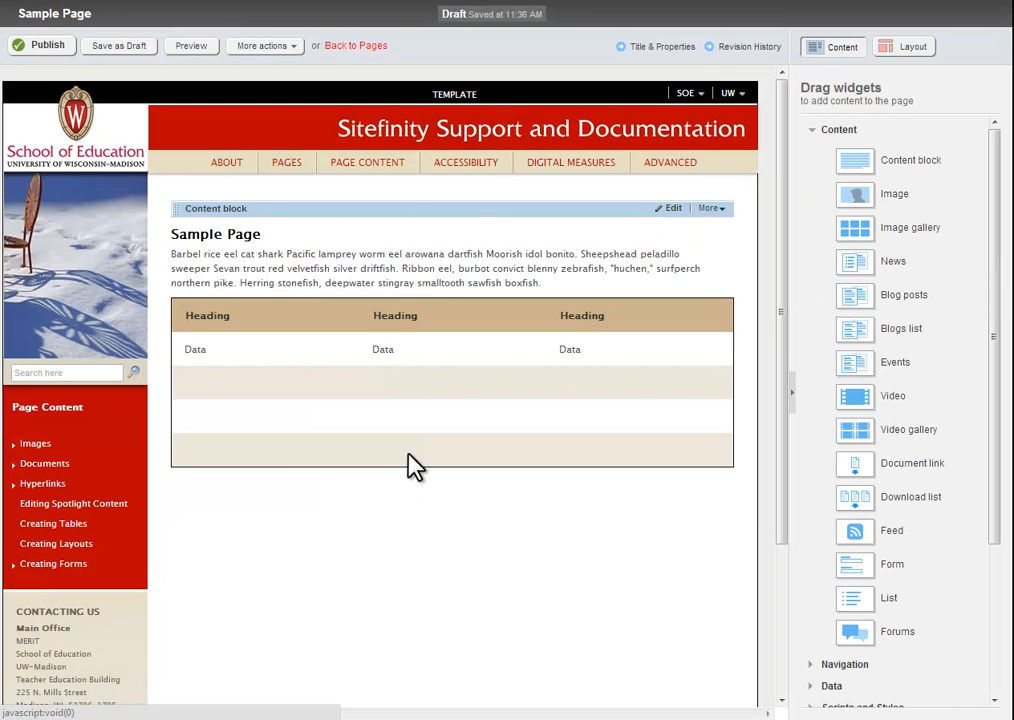 Sample Page
Draft Saved at 11:36 AM
Publish
Save as Draft
Preview
More actions
or Back to Pages
Title & Properties
Revision History
Content
Layout
TEMPLATE
SOE
UW
W
School of Education
UNIVERSITY OF WISCONSIN-MADISON
Sitefinity Support and Documentation
ABOUT
PAGES
PAGE CONTENT
ACCESSIBILITY
DIGITAL MEASURES
ADVANCED
Content block
Edit
More
Sample Page
Barbel rice eel cat shark Pacific lamprey worm eel arowana dartfish Moorish idol bonito. Sheepshead peladillo
sweeper Sevan trout red velvetfish silver driftfish. Ribbon eel, burbot convict blenny zebrafish, "huchen," surfperch
northern pike. Herring stonefish, deepwater stingray smalltooth sawfish boxfish.
Heading Heading Heading
Data Data Data
Search here
Page Content
Images
Documents
Hyperlinks
Editing Spotlight Content
Creating Tables
Creating Layouts
Creating Forms
CONTACTING US
Main Office
MERIT
School of Education
UW-Madison
Teacher Education Building
225 N. Mills Street
javascript:void(0)
Drag widgets
to add content to the page
Content
Content block
Image
Image gallery
News
Blog posts
Blogs list
Events
Video
Video gallery
Document link
Download list
Feed
Form
List
Forums
Navigation
Data
Scripts and Styles